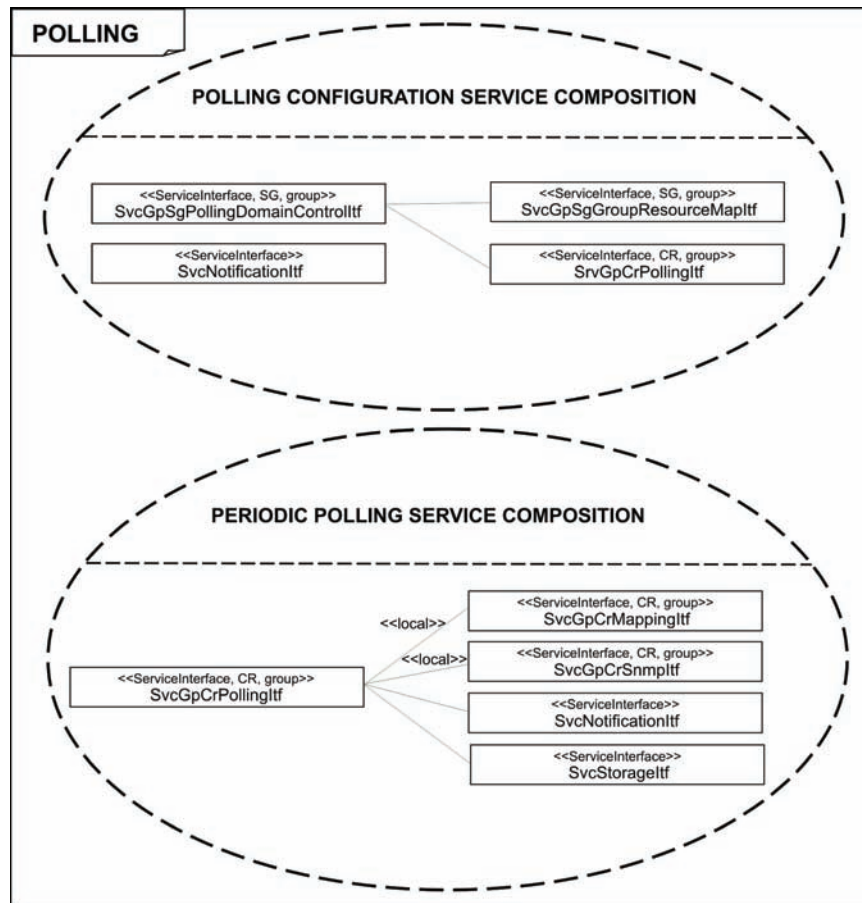 POLLING
POLLING CONFIGURATION SERVICE COMPOSITION
<<ServiceInterface, SG, group>>
SvcGpSgPollingDomainControlItf
<<ServiceInterface, SG, group>>
SvcGpSgGroupResourceMapItf
<<ServiceInterface>>
SvcNotificationItf
<<ServiceInterface, CR, group>>
SrvGpCrPollingItf
PERIODIC POLLING SERVICE COMPOSITION
<<ServiceInterface, CR, group>>
SvcGpCrPollingItf
<<local>>
<<local>>
<<ServiceInterface, CR, group>>
SvcGpCrMappingItf
<<ServiceInterface, CR, group>>
SvcGpCrSnmpItf
<<ServiceInterface>>
SvcNotificationItf
<<ServiceInterface>>
SvcStorageItf